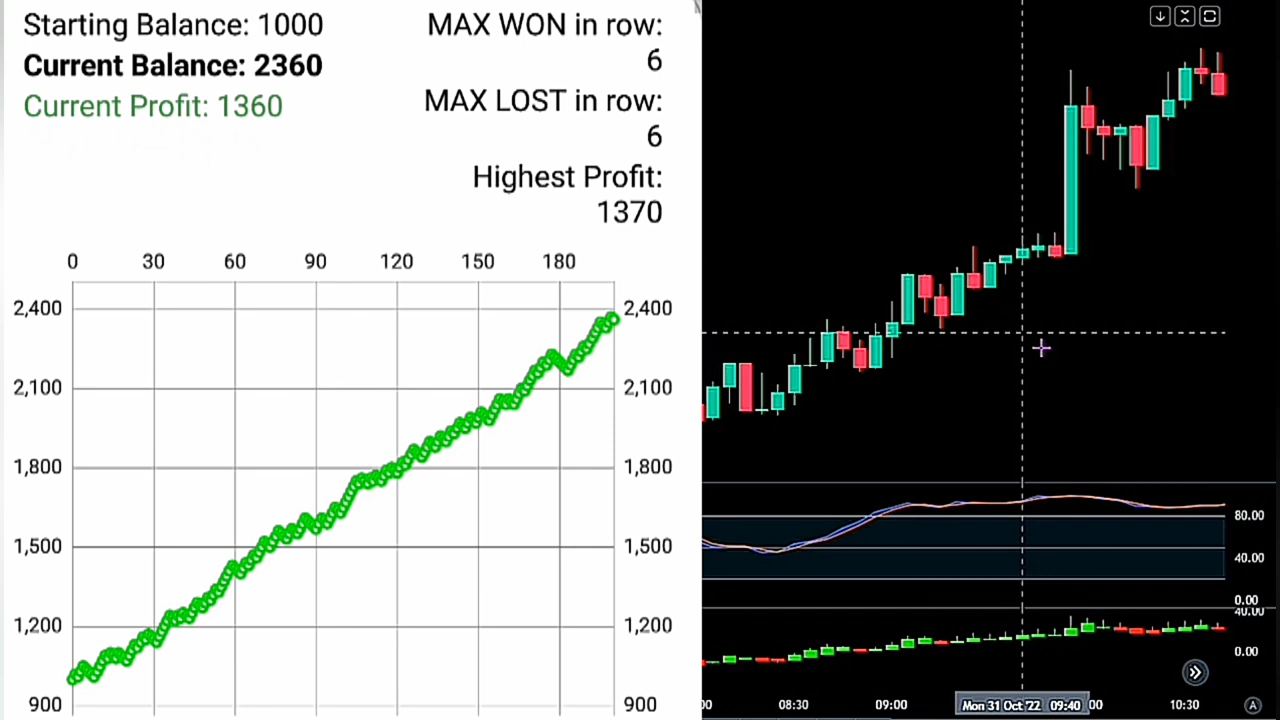 Starting Balance: 1000
Current Balance: 2360
Current Profit: 1360
MAX WON in row:
6
MAX LOST in row:
6
Highest Profit:
1370
0 30 60 90 120 150 180
2,400 2,400
2,100 2,100
1,800 1,800
1,500 1,500
1,200 1,200
900 900
80.00
40.00
0.00
40.00
0.00
00 08:30 09:00 Mon 31 Oct '22 09:40 00 10:30 A